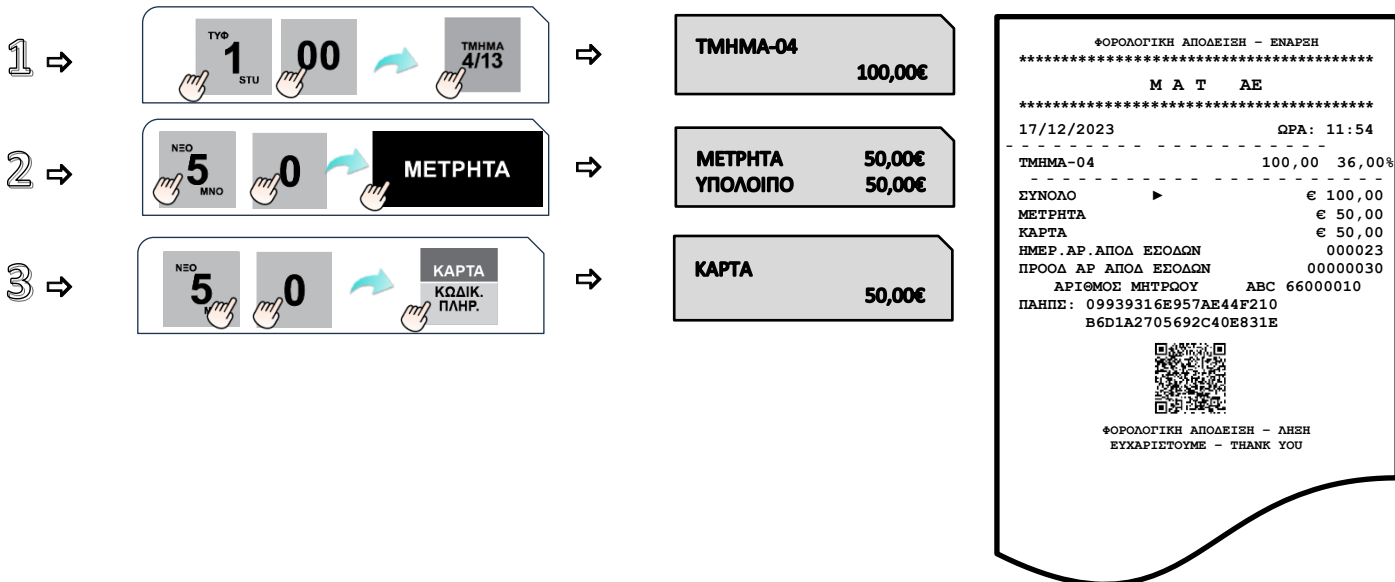 1 ⇨
ΤΥΦ
1
STU
00
ΤΜΗΜΑ
4/13
⇨
ΤΜΗΜΑ-04
100,00€
2 ⇨
ΝΞΟ
5
MNO
0
ΜΕΤΡΗΤΑ
⇨
ΜΕΤΡΗΤΑ 50,00€
ΥΠΟΛΟΙΠΟ 50,00€
3 ⇨
ΝΞΟ
5
M
0
ΚΑΡΤΑ
ΚΩΔΙΚ.
ΠΛΗΡ.
⇨
ΚΑΡΤΑ
50,00€
ΦΟΡΟΛΟΓΙΚΗ ΑΠΟΔΕΙΞΗ – ΕΝΑΡΞΗ
******************************************
Μ Α Τ ΑΕ
******************************************
17/12/2023 ΩΡΑ: 11:54
- - - - - - - - - - - - - - - - - - -
ΤΜΗΜΑ-04 100,00 36,00%
- - - - - - - - - - - - - - - - - - - - -
ΣΥΝΟΛΟ ► € 100,00
ΜΕΤΡΗΤΑ € 50,00
ΚΑΡΤΑ € 50,00
ΗΜΕΡ.ΑΡ.ΑΠΟΔ ΕΣΟΔΩΝ 000023
ΠΡΟΟΔ ΑΡ ΑΠΟΔ ΕΣΟΔΩΝ 00000030
ΑΡΙΘΜΟΣ ΜΗΤΡΩΟΥ ABC 66000010
ΠΑΗΠΣ: 09939316E957AE44F210
B6D1A2705692C40E831E
ΦΟΡΟΛΟΓΙΚΗ ΑΠΟΔΕΙΞΗ – ΛΗΞΗ
ΕΥΧΑΡΙΣΤΟΥΜΕ – THANK YOU